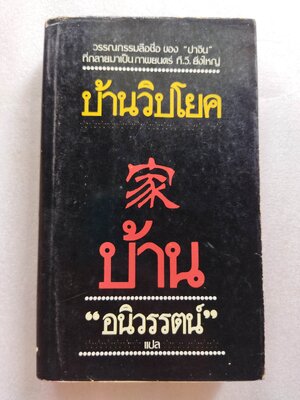 วรรณกรรมลือชื่อ ของ “ปาจิน”
ที่กลายมาเป็นภาพยนตร์ ที.วี. ยิ่งใหญ่
บ้านวิปโยค
家
บ้าน
“อนิวรรตน์”
แปล